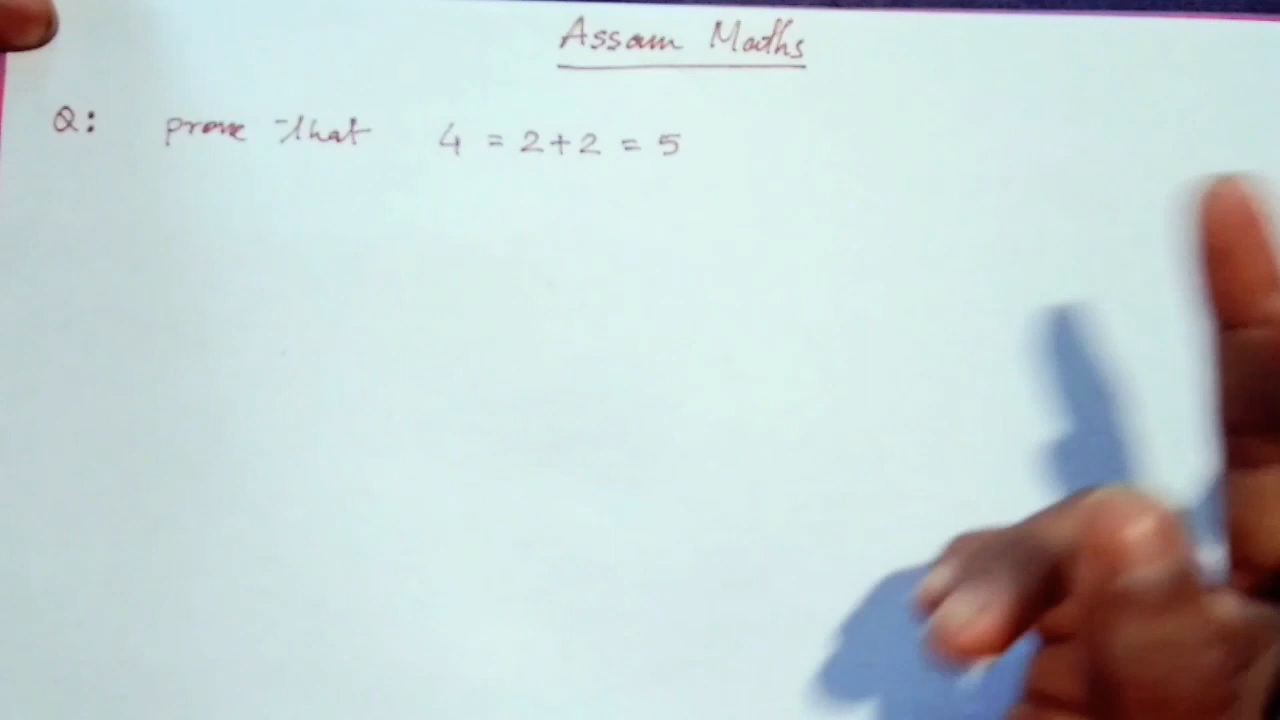 Assam Maths
Q: prove that 4 = 2+2 = 5